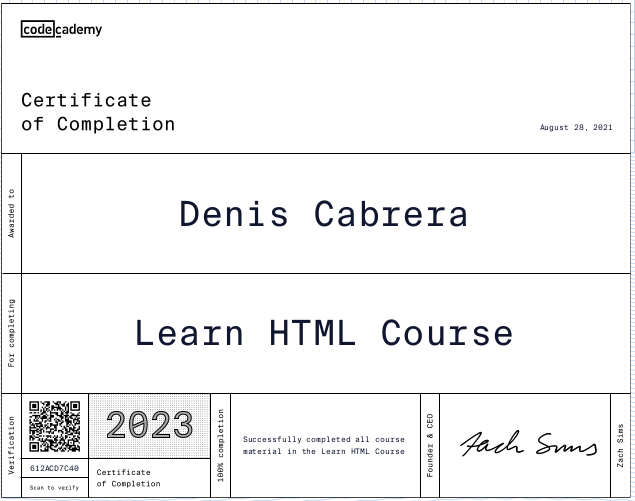 codecademy
Certificate
of Completion
August 28, 2021
Awarded to
Denis Cabrera
For completing
Learn HTML Course
Verification
612ACD7C40
Scan to verify
2023
Certificate
of Completion
100% completion
Successfully completed all course
material in the Learn HTML Course
Founder & CEO
Zach Sims
Zach Sims